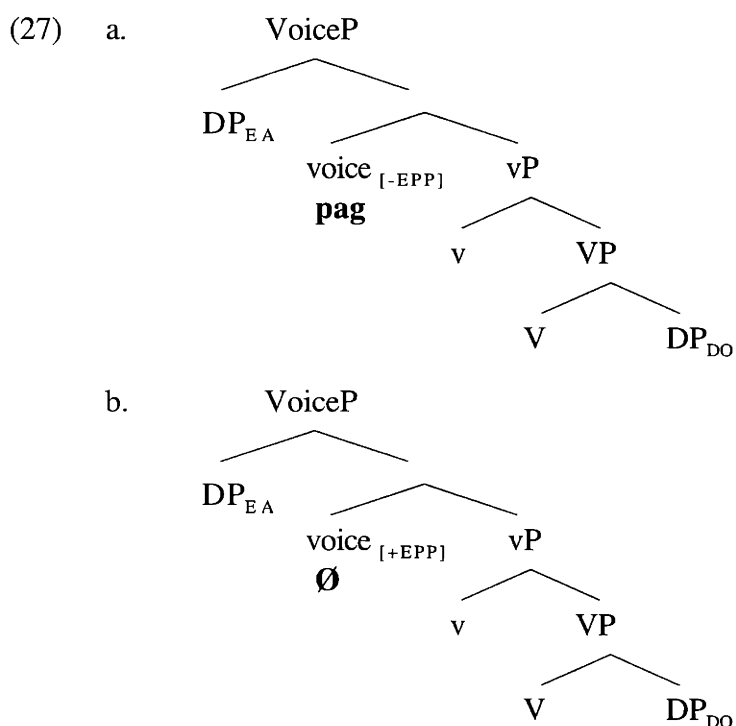 (27) a. VoiceP
DP_EA
voice [-EPP] vP
pag
v VP
V DP_DO
b. VoiceP
DP_EA
voice [+EPP] vP
Ø
v VP
V DP_DO